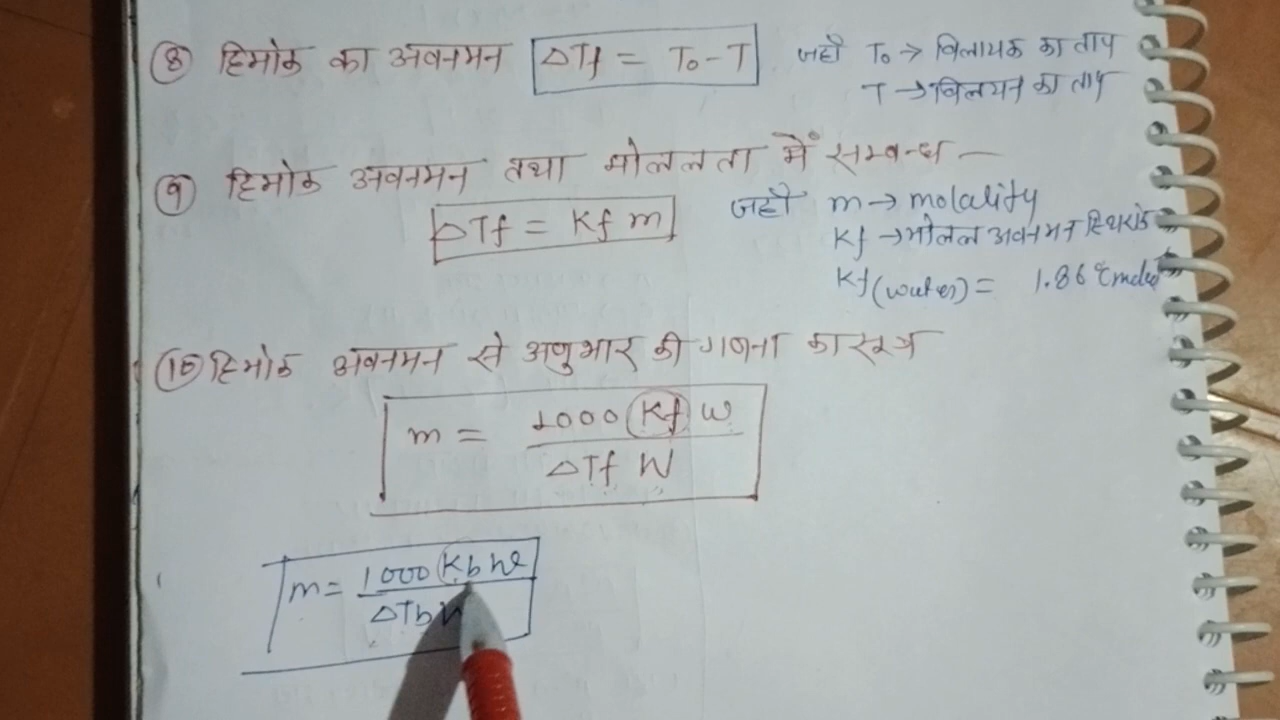 ⑧ हिमांक का अवनमन ΔTf = T₀ - T जहाँ T₀ → विलायक का ताप
T → विलयन का ताप
⑨ हिमांक अवनमन तथा मोललता में सम्बन्ध —
ΔTf = Kf m जहाँ m → molality
Kf → मोलल अवनमन स्थिरांक
Kf (water) = 1.86
⑩ हिमांक अवनमन से अणुभार की गणना का सूत्र
m = 1000 Kf w
ΔTf W
m = 1000 Kb w
ΔTb